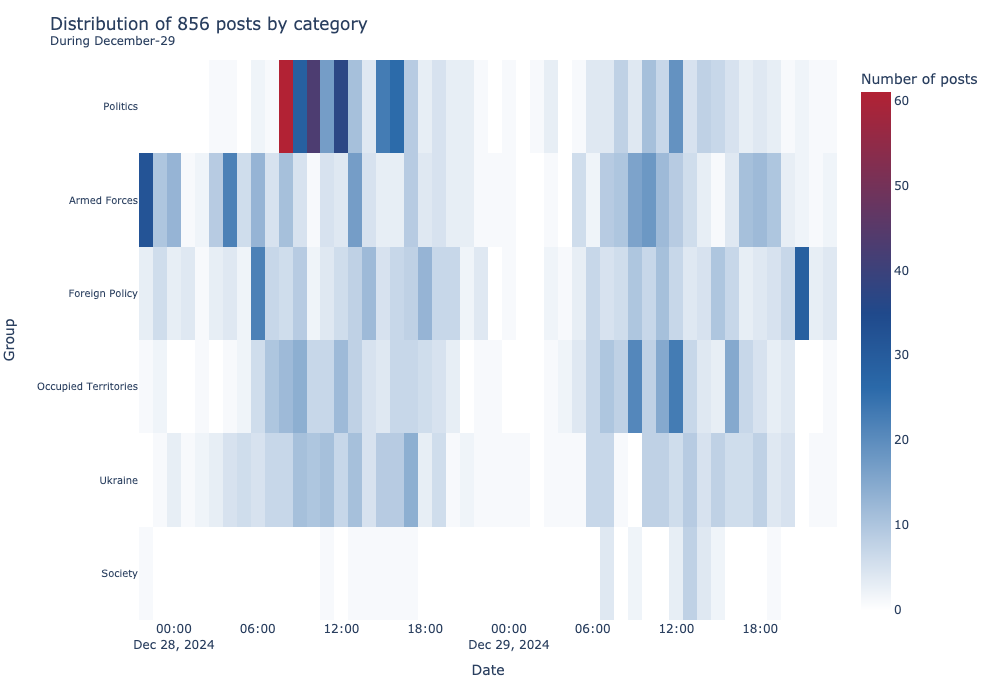 Distribution of 856 posts by category
During December-29
Number of posts
60
50
40
30
20
10
0
Group
Politics
Armed Forces
Foreign Policy
Occupied Territories
Ukraine
Society
00:00
Dec 28, 2024
06:00
12:00
18:00
00:00
Dec 29, 2024
06:00
12:00
18:00
Date